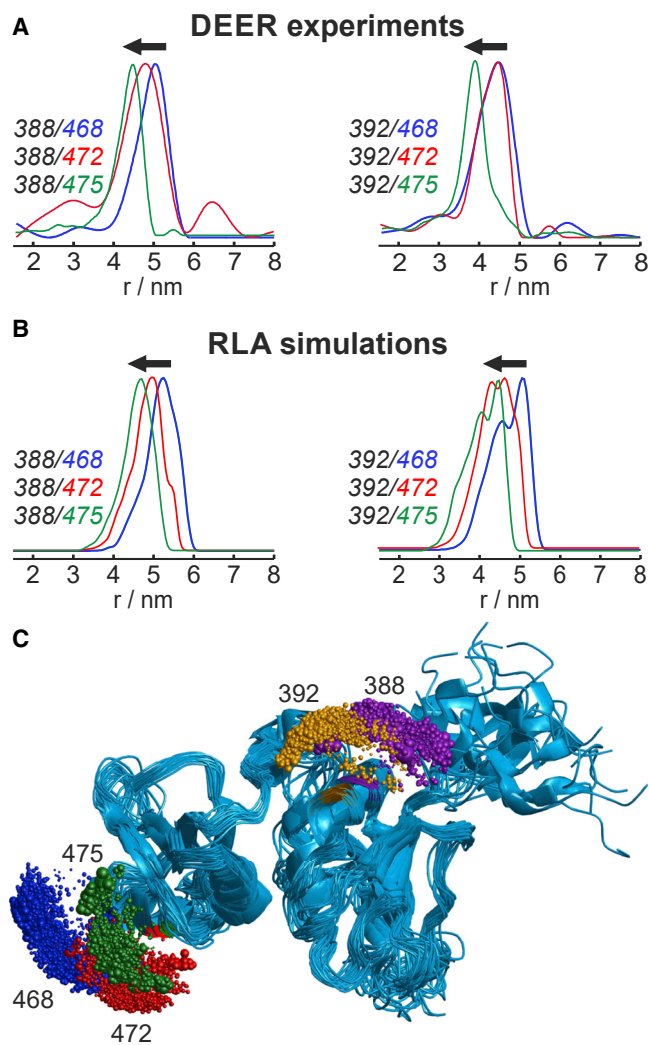 A
DEER experiments
388/468
388/472
388/475
2 3 4 5 6 7 8
r / nm
392/468
392/472
392/475
2 3 4 5 6 7 8
r / nm
B
RLA simulations
388/468
388/472
388/475
2 3 4 5 6 7 8
r / nm
392/468
392/472
392/475
2 3 4 5 6 7 8
r / nm
C
392
388
475
468
472